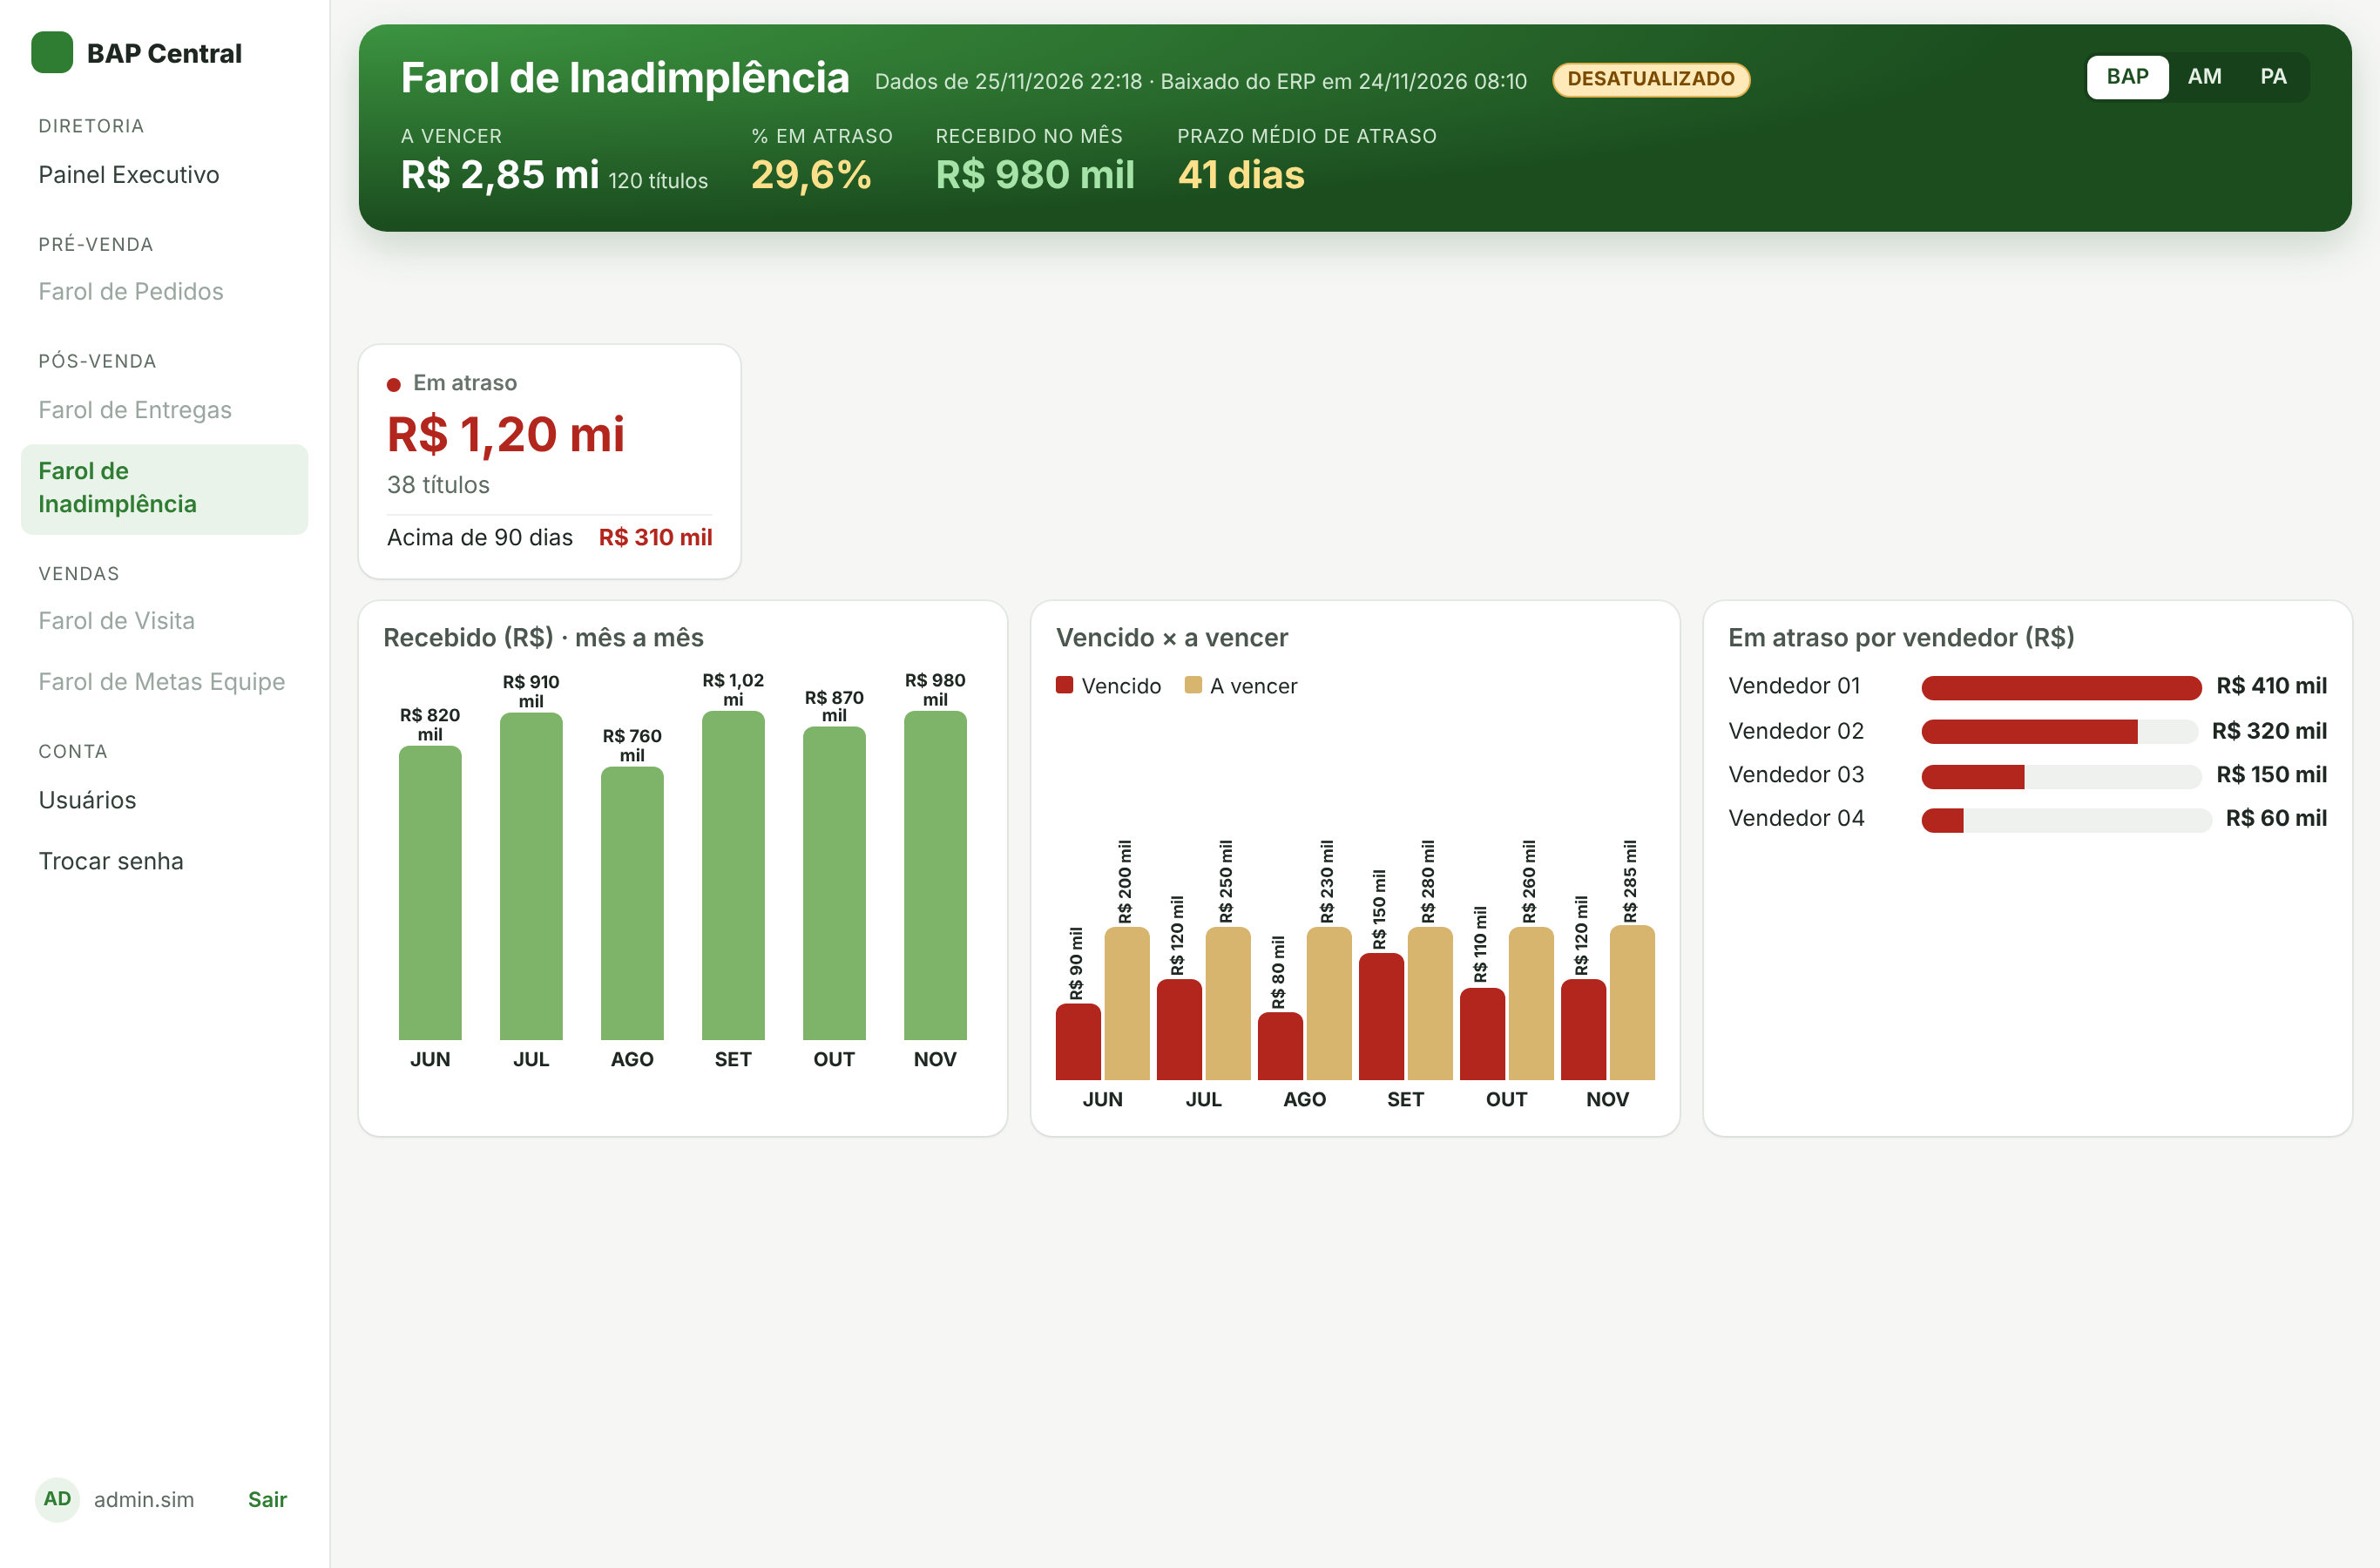 BAP Central
DIRETORIA
Painel Executivo
PRÉ-VENDA
Farol de Pedidos
PÓS-VENDA
Farol de Entregas
Farol de
Inadimplência
VENDAS
Farol de Visita
Farol de Metas Equipe
CONTA
Usuários
Trocar senha
AD admin.sim Sair
Farol de Inadimplência Dados de 25/11/2026 22:18 · Baixado do ERP em 24/11/2026 08:10 DESATUALIZADO
BAP AM PA
A VENCER
R$ 2,85 mi 120 títulos
% EM ATRASO
29,6%
RECEBIDO NO MÊS
R$ 980 mil
PRAZO MÉDIO DE ATRASO
41 dias
Em atraso
R$ 1,20 mi
38 títulos
Acima de 90 dias R$ 310 mil
Recebido (R$) · mês a mês
R$ 820
mil
R$ 910
mil
R$ 760
mil
R$ 1,02
mi
R$ 870
mil
R$ 980
mil
JUN JUL AGO SET OUT NOV
Vencido × a vencer
Vencido A vencer
R$ 90 mil
R$ 200 mil
R$ 120 mil
R$ 250 mil
R$ 80 mil
R$ 230 mil
R$ 150 mil
R$ 280 mil
R$ 110 mil
R$ 260 mil
R$ 120 mil
R$ 285 mil
JUN JUL AGO SET OUT NOV
Em atraso por vendedor (R$)
Vendedor 01 R$ 410 mil
Vendedor 02 R$ 320 mil
Vendedor 03 R$ 150 mil
Vendedor 04 R$ 60 mil